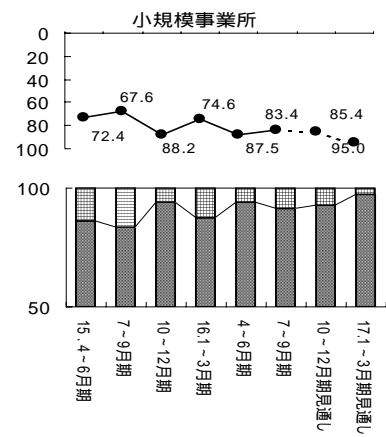 小規模事業所
0
20
40
60
80
100
72.4
67.6
88.2
74.6
87.5
83.4
85.4
95.0
100
50
15.4~6月期
7~9月期
10~12月期
16.1~3月期
4~6月期
7~9月期
10~12月期見通し
17.1~3月期見通し